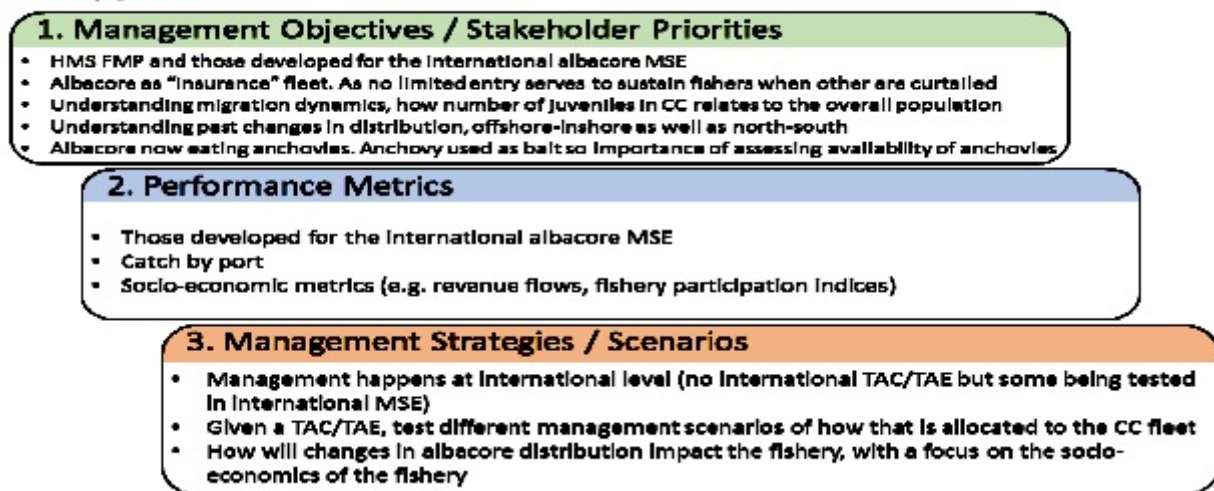 1. Management Objectives / Stakeholder Priorities
• HMS FMP and those developed for the international albacore MSE
• Albacore as "insurance" fleet. As no limited entry serves to sustain fishers when other are curtailed
• Understanding migration dynamics, how number of juveniles in CC relates to the overall population
• Understanding past changes in distribution, offshore-inshore as well as north-south
• Albacore now eating anchovies. Anchovy used as bait so importance of assessing availability of anchovies
2. Performance Metrics
• Those developed for the international albacore MSE
• Catch by port
• Socio-economic metrics (e.g. revenue flows, fishery participation indices)
3. Management Strategies / Scenarios
• Management happens at international level (no international TAC/TAE but some being tested
in international MSE)
• Given a TAC/TAE, test different management scenarios of how that is allocated to the CC fleet
• How will changes in albacore distribution impact the fishery, with a focus on the socio-
economics of the fishery